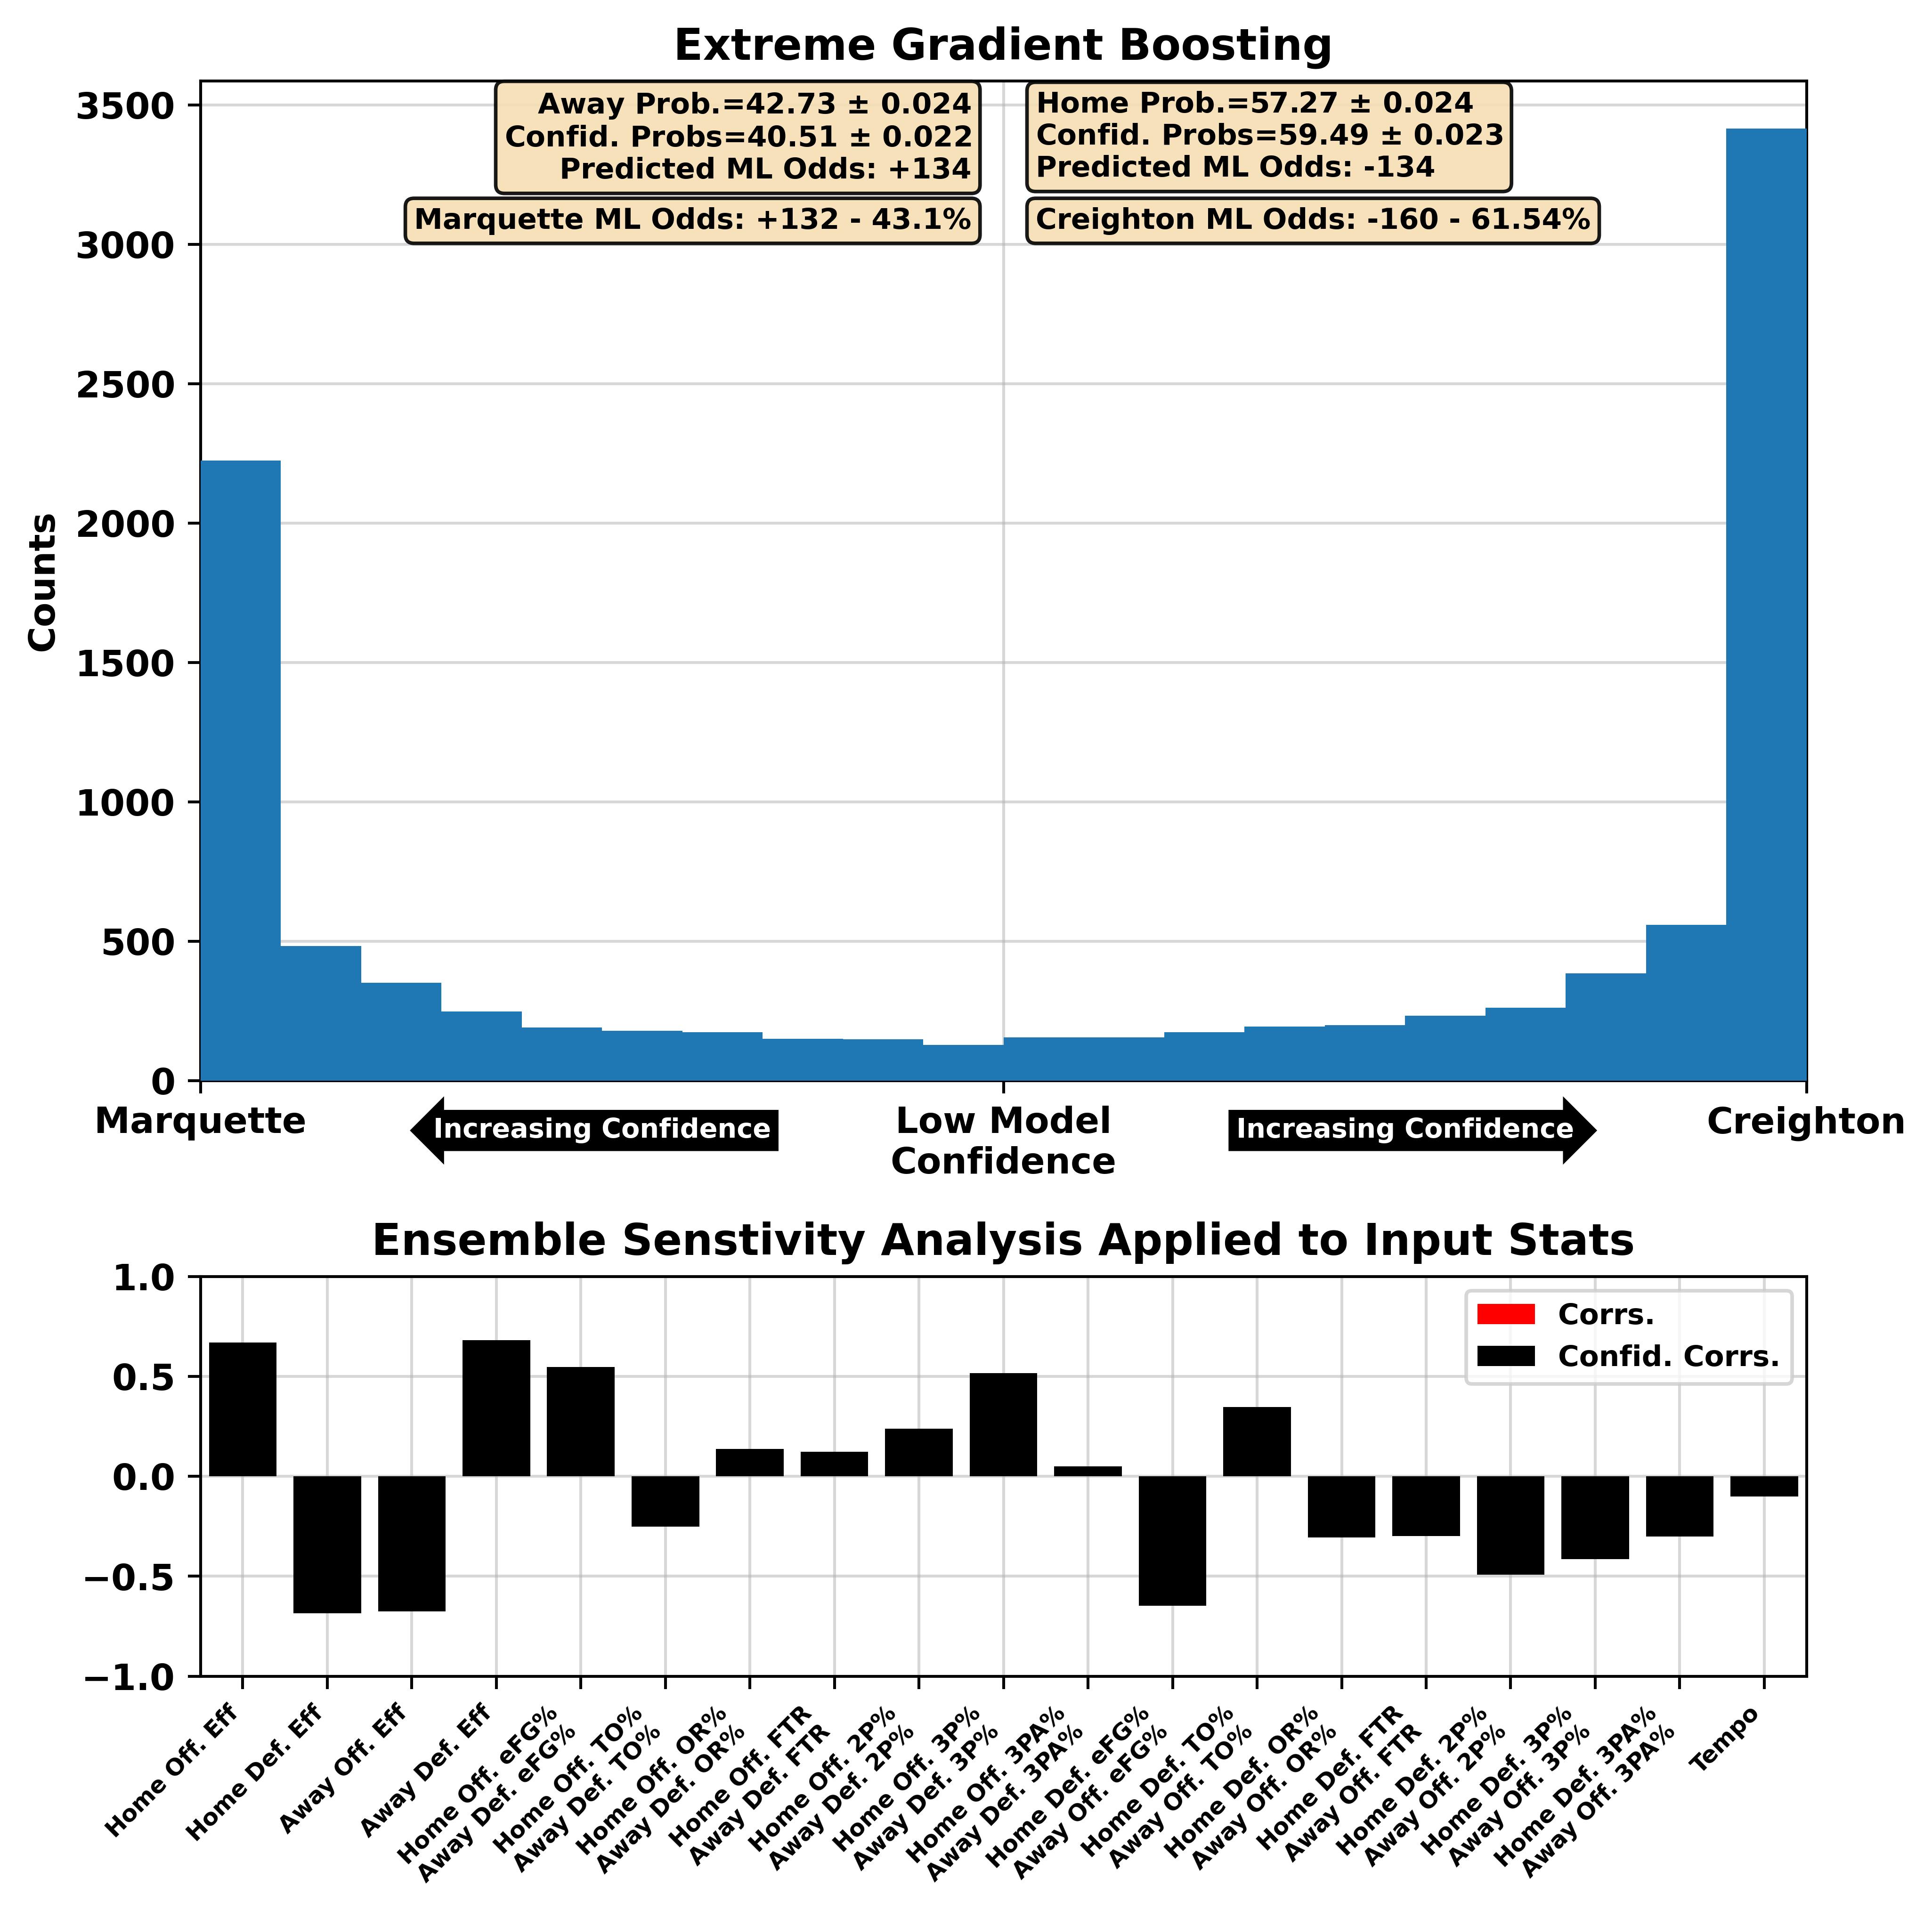 Extreme Gradient Boosting
Away Prob.=42.73 ± 0.024
Confid. Probs=40.51 ± 0.022
Predicted ML Odds: +134
Marquette ML Odds: +132 - 43.1%
Home Prob.=57.27 ± 0.024
Confid. Probs=59.49 ± 0.023
Predicted ML Odds: -134
Creighton ML Odds: -160 - 61.54%
Counts
3500
3000
2500
2000
1500
1000
500
0
Marquette
Increasing Confidence
Low Model
Confidence
Increasing Confidence
Creighton
Ensemble Senstivity Analysis Applied to Input Stats
1.0
0.5
0.0
−0.5
−1.0
Corrs.
Confid. Corrs.
Home Off. Eff
Home Def. Eff
Away Off. Eff
Away Def. Eff
Home Off. eFG%
Away Def. eFG%
Home Off. TO%
Away Def. TO%
Home Off. OR%
Away Def. OR%
Home Off. FTR
Away Def. FTR
Home Off. 2P%
Away Def. 2P%
Home Off. 3P%
Away Def. 3P%
Home Off. 3PA%
Away Def. 3PA%
Home Def. eFG%
Away Off. eFG%
Home Def. TO%
Away Off. TO%
Home Def. OR%
Away Off. OR%
Home Def. FTR
Away Off. FTR
Home Def. 2P%
Away Off. 2P%
Home Def. 3P%
Away Off. 3P%
Home Def. 3PA%
Away Off. 3PA%
Tempo